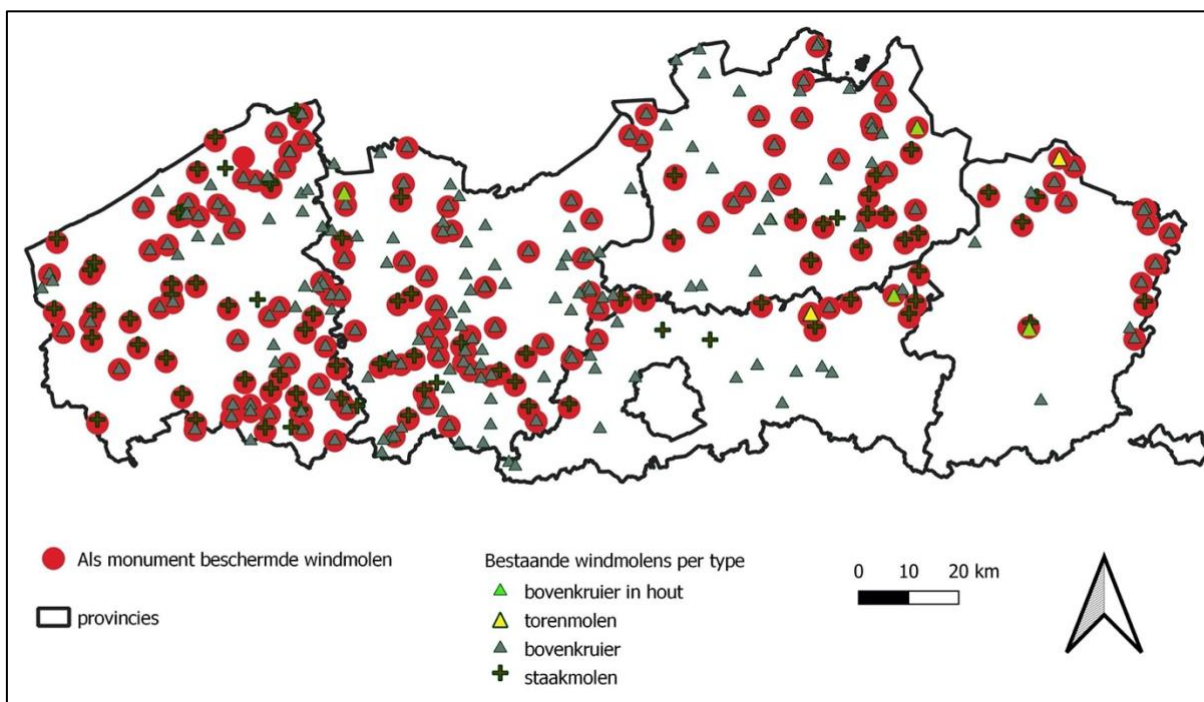 Als monument beschermde windmolen
provincies
Bestaande windmolens per type
bovenkruier in hout
torenmolen
bovenkruier
staakmolen
0 10 20 km